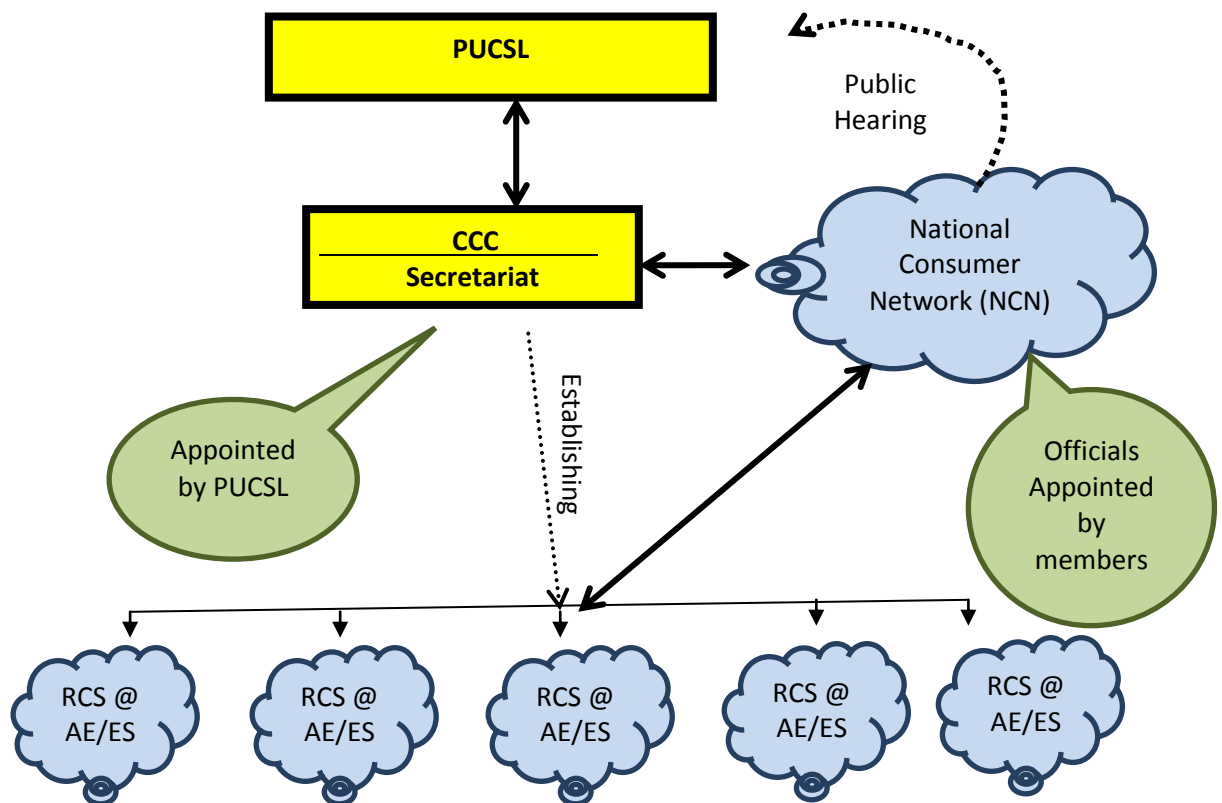 PUCSL
Public
Hearing
CCC
Secretariat
National
Consumer
Network (NCN)
Appointed
by PUCSL
Establishing
Officials
Appointed
by
members
RCS @
AE/ES
RCS @
AE/ES
RCS @
AE/ES
RCS @
AE/ES
RCS @
AE/ES